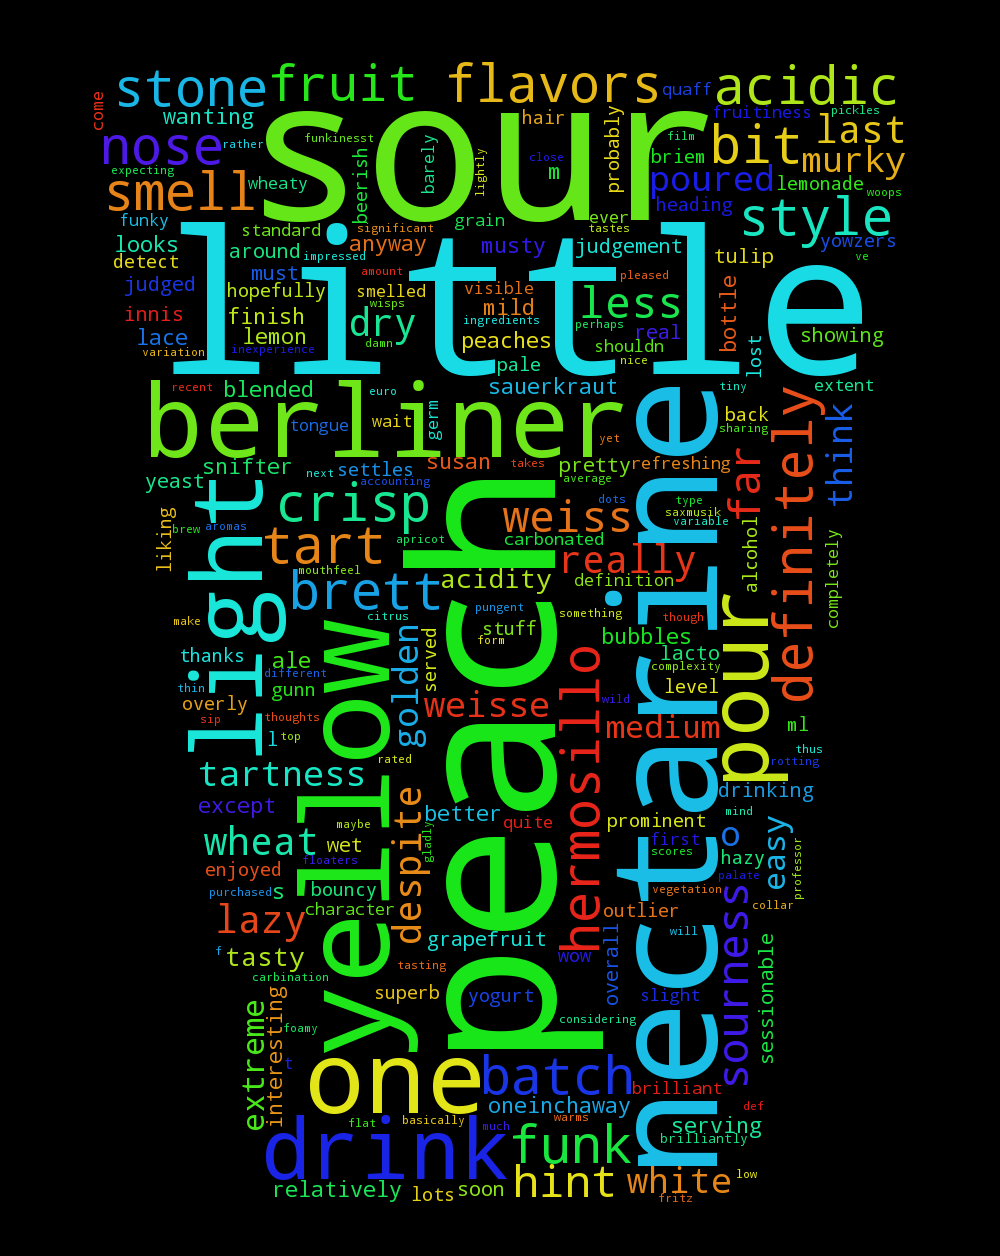 stone
fruit
flavors
quaff
acidic
come
wanting
sour
hair
probably
film
fruitiness
pickles
nose
rather
funkinesst
beerish
barely
lightly
close
m
briem
bit
last
murky
expecting
smell
wheaty
poured
lemonade
woops
heading
funky
standard
significant
grain
ever
tastes
style
looks
around
impressed
anyway
musty
judgement
tulip
yowzers
detect
little
ve
judged
must
hopefully
amount
smelled
wisps
visible
mild
ingredients
less
pleased
bottle
innis
finish
dry
perhaps
real
showing
lace
lemon
damn
peaches
shouldn
lost
variation
inexperience
pale
nice
recent
blended
euro
sauerkraut
nectarine
tiny
extent
berliner
tongue
wait
germ
yet
back
sharing
definitely
think
snifter
next
settles
susan
takes
pretty
refreshing
far
yeast
accounting
average
light
crisp
peach
weiss
dots
type
saxmusik
variable
liking
brew
aromas
tart
apricot
carbonated
really
alcohol
completely
mouthfeel
brett
acidity
definition
make
citrus
pungent
stuff
form
something
though
pour
yellow
golden
served
bubbles
thanks
ale
lacto
complexity
thin
different
gunn
level
overly
weisse
wild
sip
thoughts
hermosillo
medium
ml
l
top
rated
thus
rotting
tartness
except
despite
better
quite
prominent
drinking
mind
maybe
gladly
first
o
easy
wheat
wet
floaters
scores
hazy
professor
enjoyed
palate
purchased
s
bouncy
vegetation
character
outlier
collar
lazy
grapefruit
overall
will
sourness
f
tasty
tasting
wow
carbination
superb
yogurt
slight
sessionable
extreme
interesting
foamy
considering
t
one
batch
brilliant
oneinchaway
def
flat
basically
much
warms
serving
drink
funk
brilliantly
relatively
lots
soon
hint
white
low
fritz